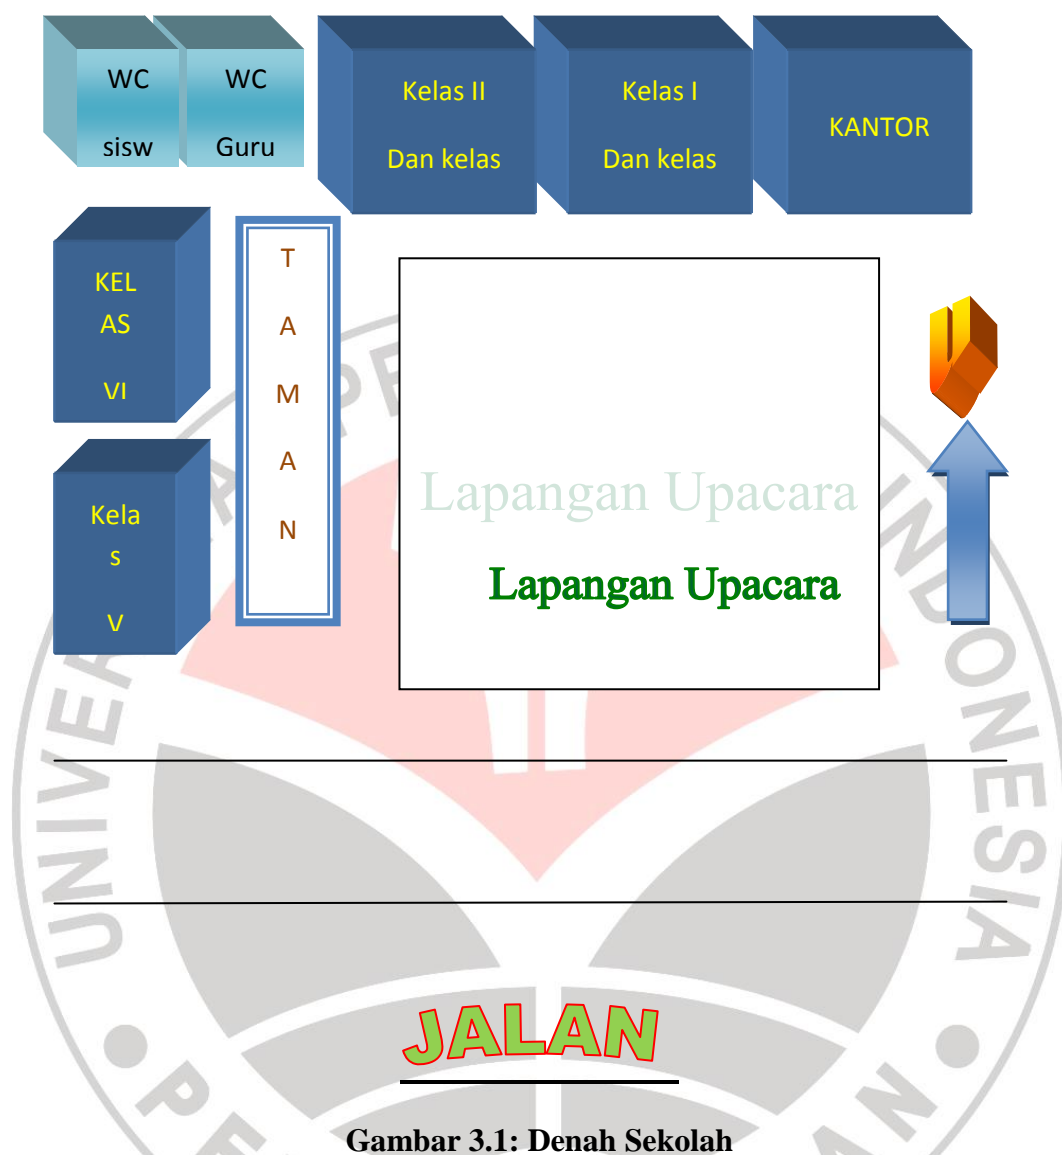 WC
sisw
WC
Guru
Kelas II
Dan kelas
Kelas I
Dan kelas
KANTOR
KEL
AS
VI
T
A
M
A
N
Kela
s
V
Lapangan Upacara
Lapangan Upacara
U
JALAN
Gambar 3.1: Denah Sekolah